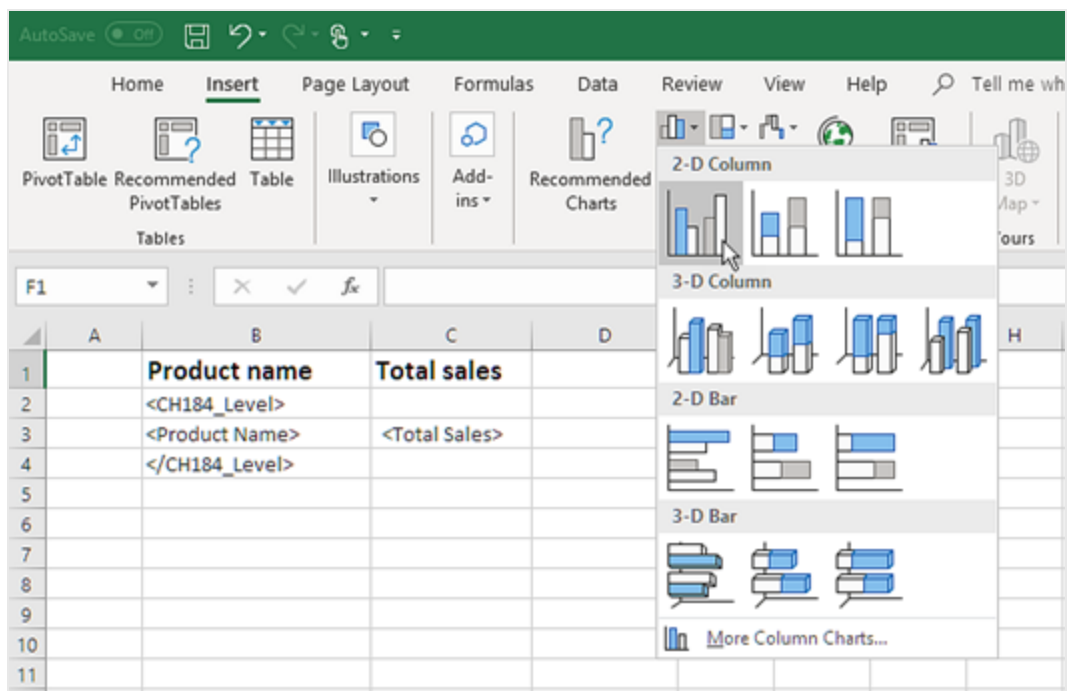 AutoSave Off
Home Insert Page Layout Formulas Data Review View Help Tell me wh
PivotTable Recommended PivotTables Table Illustrations Add-ins Recommended Charts 3D Map
Tables ours
2-D Column
3-D Column
2-D Bar
3-D Bar
More Column Charts...
F1 fx
A B C D H
1 Product name Total sales
2 <CH184_Level>
3 <Product Name> <Total Sales>
4 </CH184_Level>
5
6
7
8
9
10
11